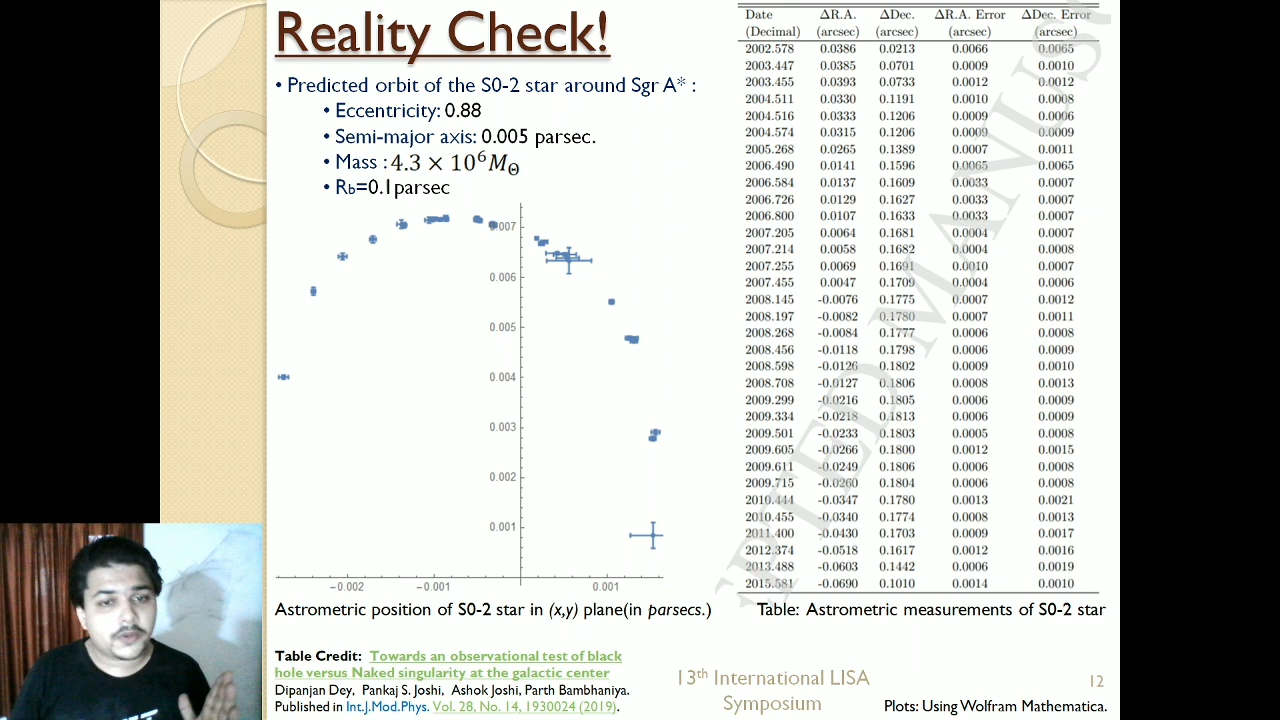 Reality Check!
• Predicted orbit of the S0-2 star around Sgr A* :
• Eccentricity: 0.88
• Semi-major axis: 0.005 parsec.
• Mass : 4.3 × 10⁶ M_Θ
• Rb=0.1parsec
0.007
0.006
0.005
0.004
0.003
0.002
0.001
−0.002 −0.001 0.001
Astrometric position of S0-2 star in (x,y) plane(in parsecs.)
Date ΔR.A. ΔDec. ΔR.A. Error ΔDec. Error
(Decimal) (arcsec) (arcsec) (arcsec) (arcsec)
2002.578 0.0386 0.0213 0.0066 0.0065
2003.447 0.0385 0.0701 0.0009 0.0010
2003.455 0.0393 0.0733 0.0012 0.0012
2004.511 0.0330 0.1191 0.0010 0.0008
2004.516 0.0333 0.1206 0.0009 0.0006
2004.574 0.0315 0.1206 0.0009 0.0009
2005.268 0.0265 0.1389 0.0007 0.0011
2006.490 0.0141 0.1596 0.0065 0.0065
2006.584 0.0137 0.1609 0.0033 0.0007
2006.726 0.0129 0.1627 0.0033 0.0007
2006.800 0.0107 0.1633 0.0033 0.0007
2007.205 0.0064 0.1681 0.0004 0.0007
2007.214 0.0058 0.1682 0.0004 0.0008
2007.255 0.0069 0.1691 0.0010 0.0007
2007.455 0.0047 0.1709 0.0004 0.0006
2008.145 -0.0076 0.1775 0.0007 0.0012
2008.197 -0.0082 0.1780 0.0007 0.0011
2008.268 -0.0084 0.1777 0.0006 0.0008
2008.456 -0.0118 0.1798 0.0006 0.0009
2008.598 -0.0126 0.1802 0.0009 0.0010
2008.708 -0.0127 0.1806 0.0008 0.0013
2009.299 -0.0216 0.1805 0.0006 0.0009
2009.334 -0.0218 0.1813 0.0006 0.0009
2009.501 -0.0233 0.1803 0.0005 0.0008
2009.605 -0.0266 0.1800 0.0012 0.0015
2009.611 -0.0249 0.1806 0.0006 0.0008
2009.715 -0.0260 0.1804 0.0006 0.0008
2010.444 -0.0347 0.1780 0.0013 0.0021
2010.455 -0.0340 0.1774 0.0008 0.0013
2011.400 -0.0430 0.1703 0.0009 0.0017
2012.374 -0.0518 0.1617 0.0012 0.0016
2013.488 -0.0603 0.1442 0.0006 0.0019
2015.581 -0.0690 0.1010 0.0014 0.0010
PTED MANUS
Table: Astrometric measurements of S0-2 star
Table Credit: Towards an observational test of black
hole versus Naked singularity at the galactic center
Dipanjan Dey, Pankaj S. Joshi, Ashok Joshi, Parth Bambhaniya.
Published in Int.J.Mod.Phys. Vol. 28, No. 14, 1930024 (2019).
13th International LISA
Symposium
12
Plots: Using Wolfram Mathematica.